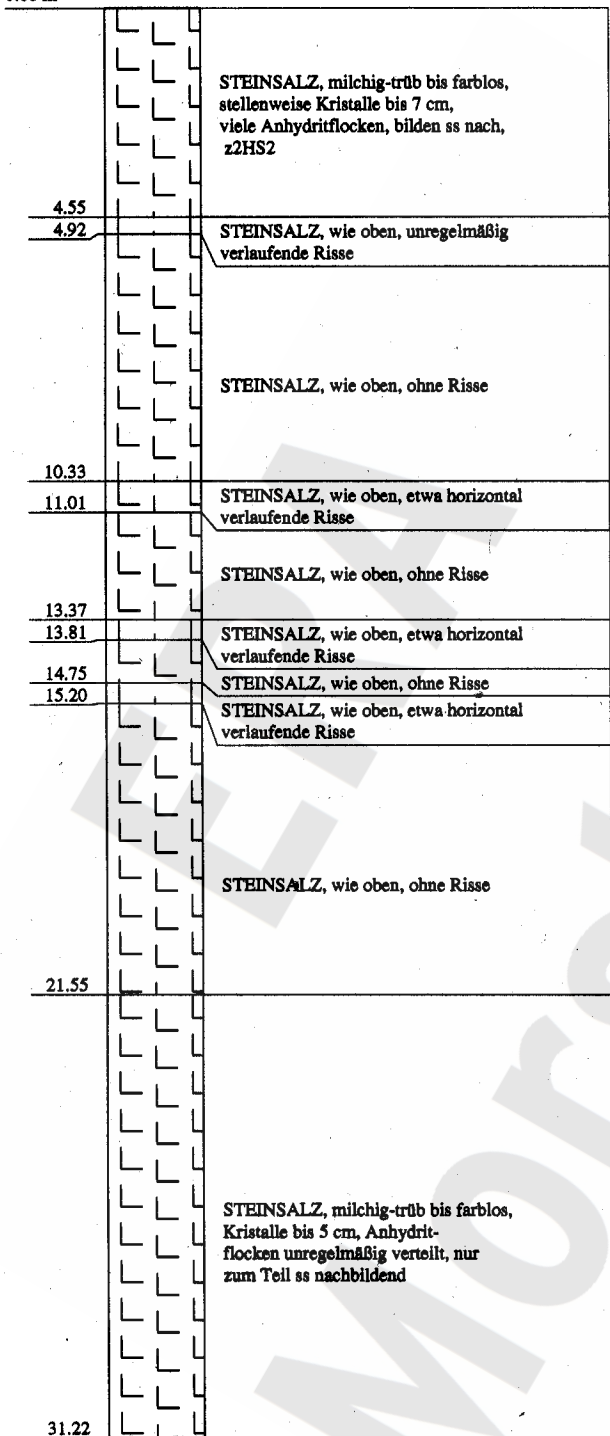 STEINSALZ, milchig-trüb bis farblos,
stellenweise Kristalle bis 7 cm,
viele Anhydritflocken, bilden ss nach,
z2HS2
4.55
4.92
STEINSALZ, wie oben, unregelmäßig
verlaufende Risse
STEINSALZ, wie oben, ohne Risse
10.33
11.01
STEINSALZ, wie oben, etwa horizontal
verlaufende Risse
STEINSALZ, wie oben, ohne Risse
13.37
13.81
STEINSALZ, wie oben, etwa horizontal
verlaufende Risse
14.75
STEINSALZ, wie oben, ohne Risse
15.20
STEINSALZ, wie oben, etwa horizontal
verlaufende Risse
STEINSALZ, wie oben, ohne Risse
21.55
STEINSALZ, milchig-trüb bis farblos,
Kristalle bis 5 cm, Anhydrit-
flocken unregelmäßig verteilt, nur
zum Teil ss nachbildend
31.22
ERA